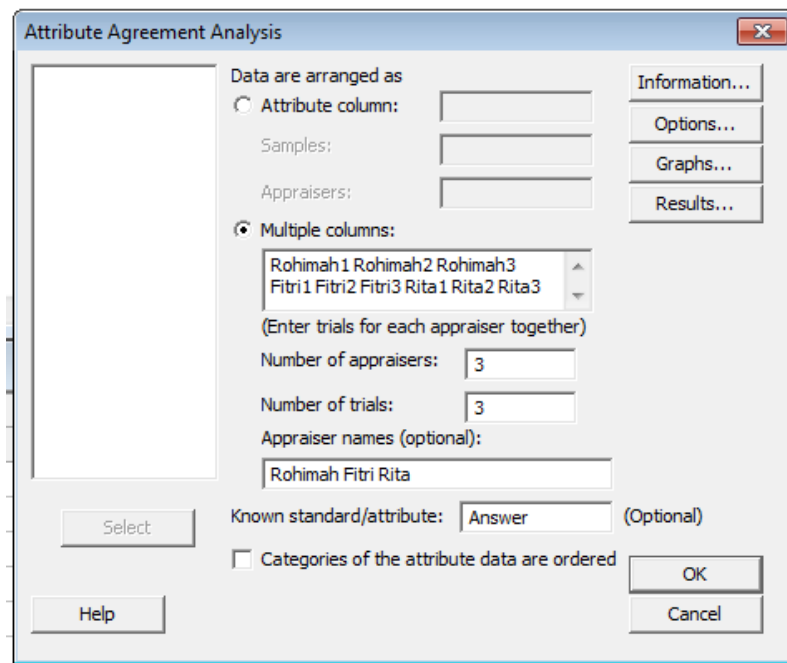 Attribute Agreement Analysis
Data are arranged as
Attribute column:
Samples:
Appraisers:
Multiple columns:
Rohimah1 Rohimah2 Rohimah3
Fitri1 Fitri2 Fitri3 Rita1 Rita2 Rita3
(Enter trials for each appraiser together)
Number of appraisers: 3
Number of trials: 3
Appraiser names (optional):
Rohimah Fitri Rita
Known standard/attribute: Answer (Optional)
Categories of the attribute data are ordered
Information...
Options...
Graphs...
Results...
Select
Help
OK
Cancel